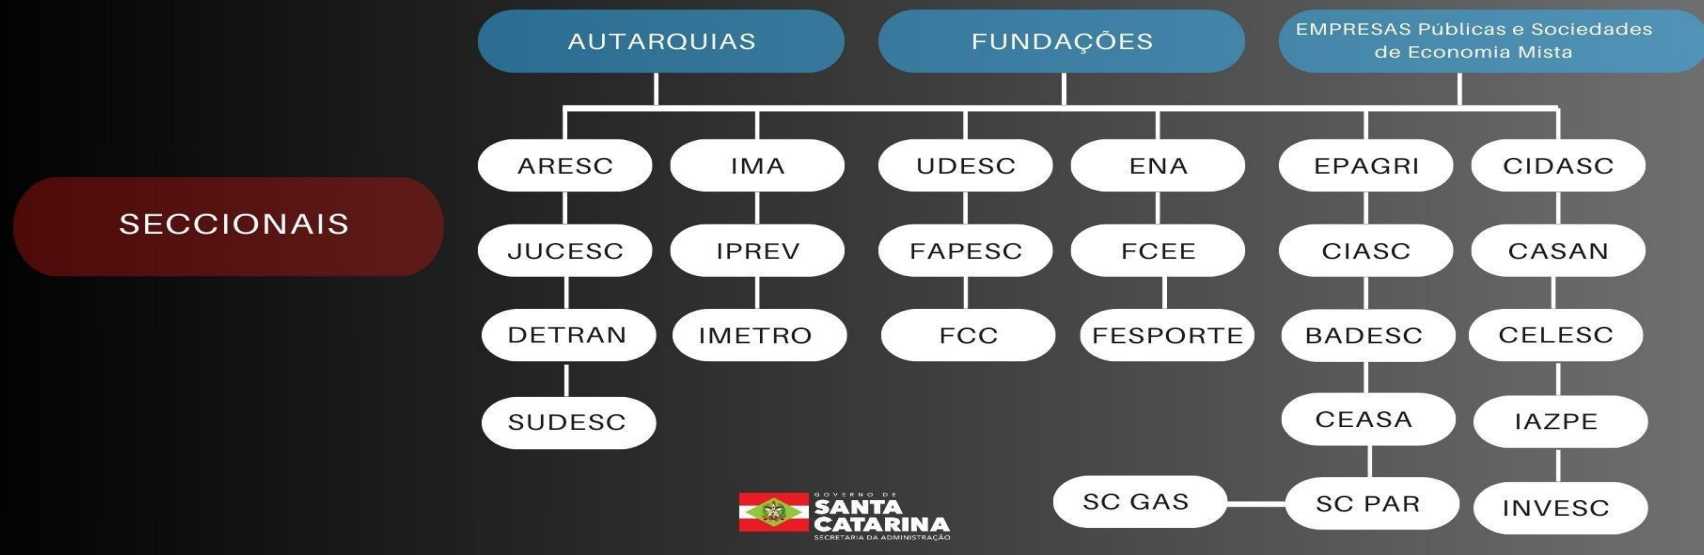 AUTARQUIAS
FUNDAÇÕES
EMPRESAS Públicas e Sociedades
de Economia Mista
SECCIONAIS
ARESC
IMA
UDESC
ENA
EPAGRI
CIDASC
JUCESC
IPREV
FAPESC
FCEE
CIASC
CASAN
DETRAN
IMETRO
FCC
FESPORTE
BADESC
CELESC
SUDESC
CEASA
IAZPE
SC GAS
SC PAR
INVESC
GOVERNO DE
SANTA
CATARINA
SECRETARIA DA ADMINISTRAÇÃO